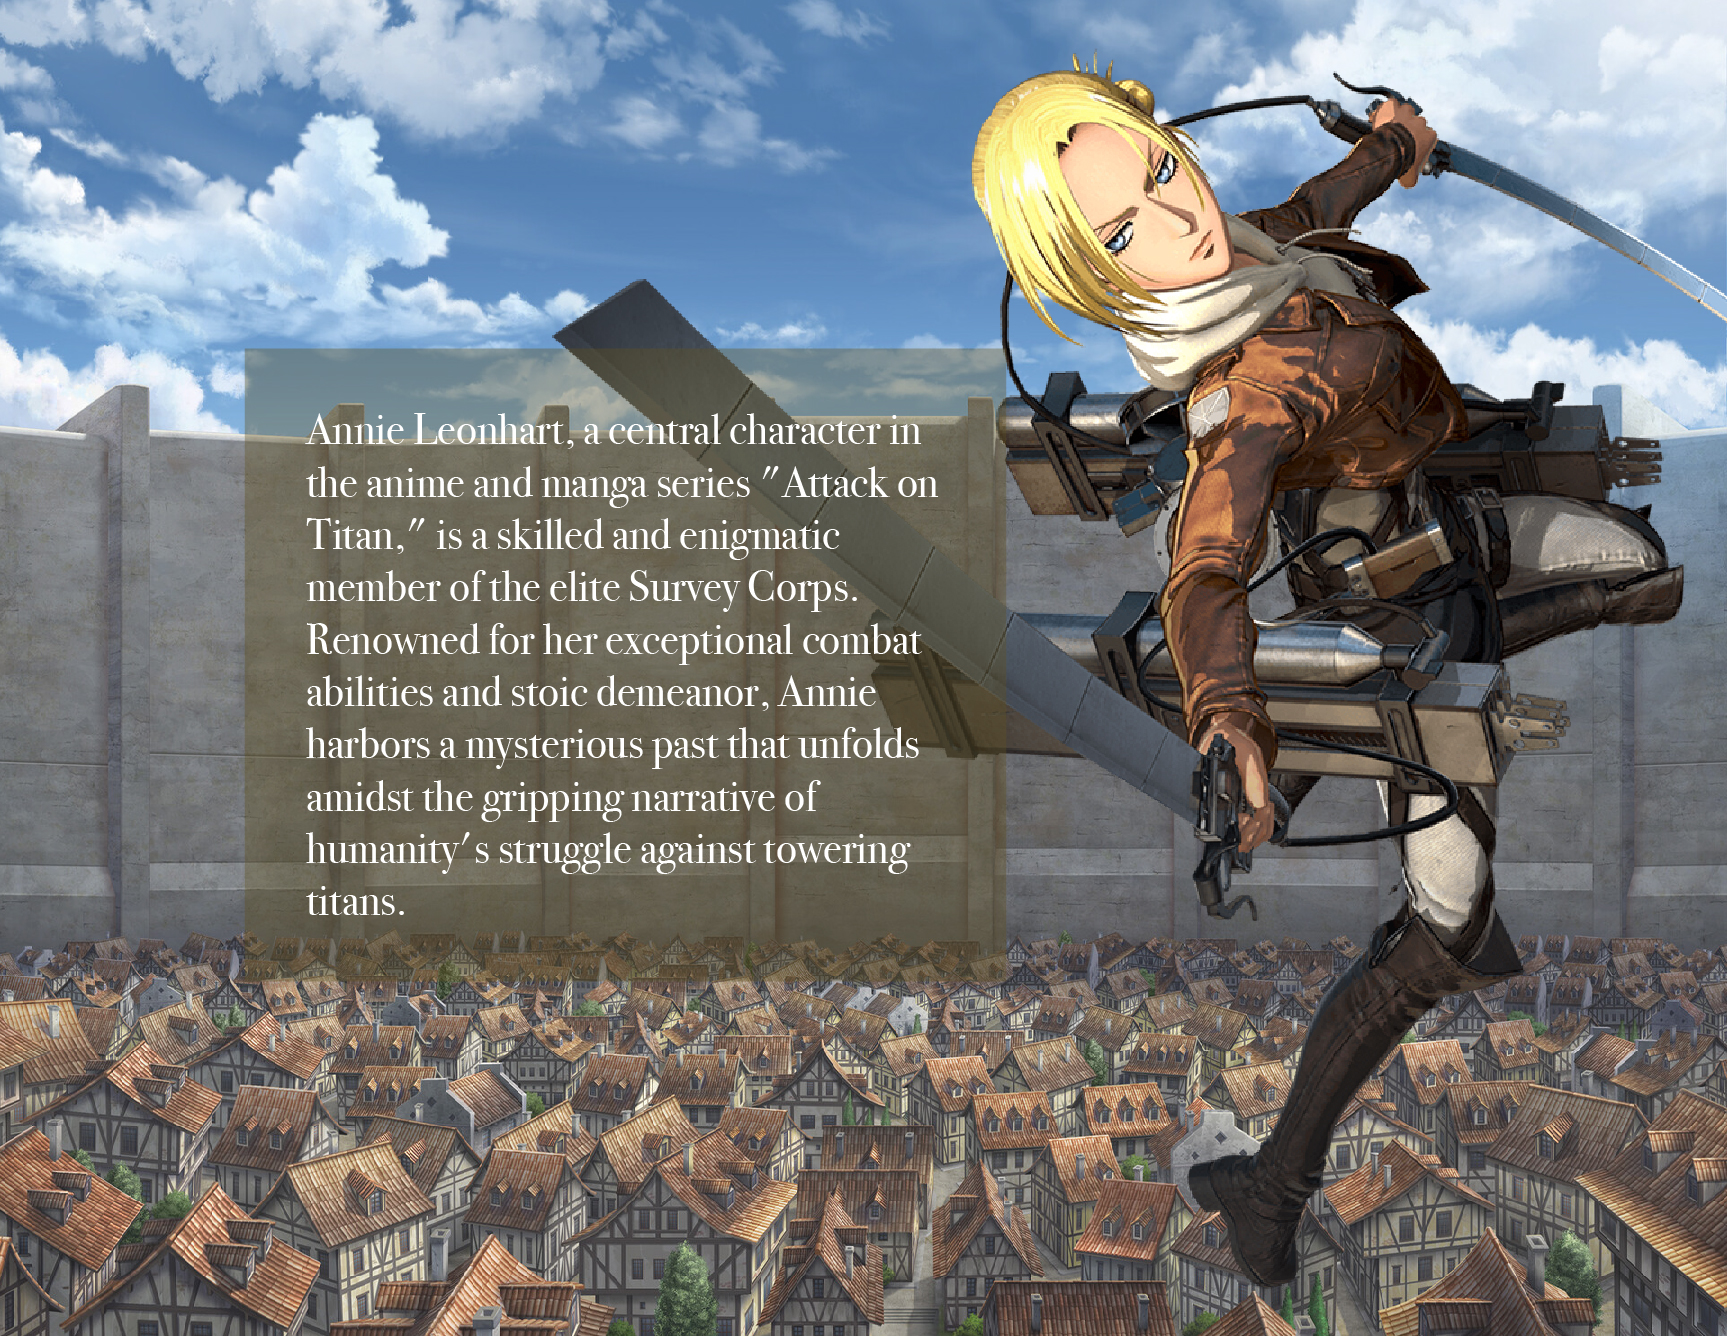 Annie Leonhart, a central character in
the anime and manga series "Attack on
Titan," is a skilled and enigmatic
member of the elite Survey Corps.
Renowned for her exceptional combat
abilities and stoic demeanor, Annie
harbors a mysterious past that unfolds
amidst the gripping narrative of
humanity's struggle against towering
titans.